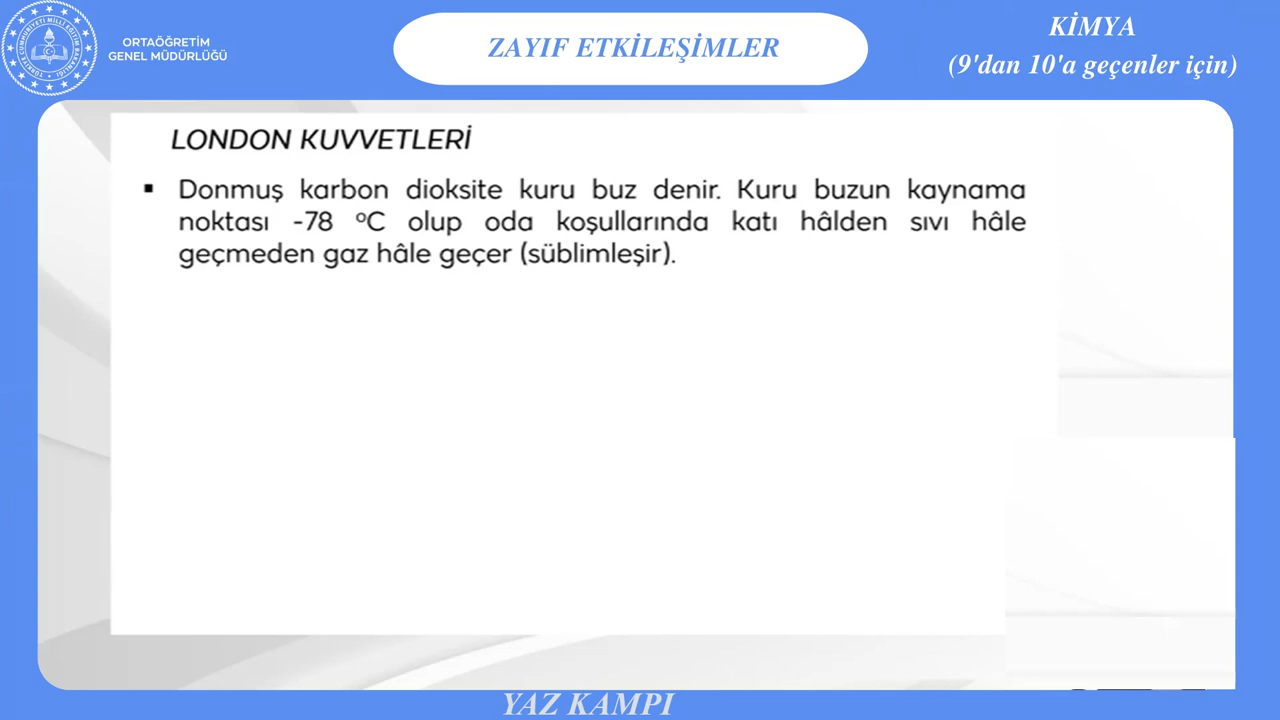 ORTAÖĞRETİM
GENEL MÜDÜRLÜĞÜ
ZAYIF ETKİLEŞİMLER
KİMYA
(9'dan 10'a geçenler için)
LONDON KUVVETLERİ
▪ Donmuş karbon dioksite kuru buz denir. Kuru buzun kaynama
noktası -78 °C olup oda koşullarında katı hâlden sıvı hâle
geçmeden gaz hâle geçer (süblimleşir).
YAZ KAMPI